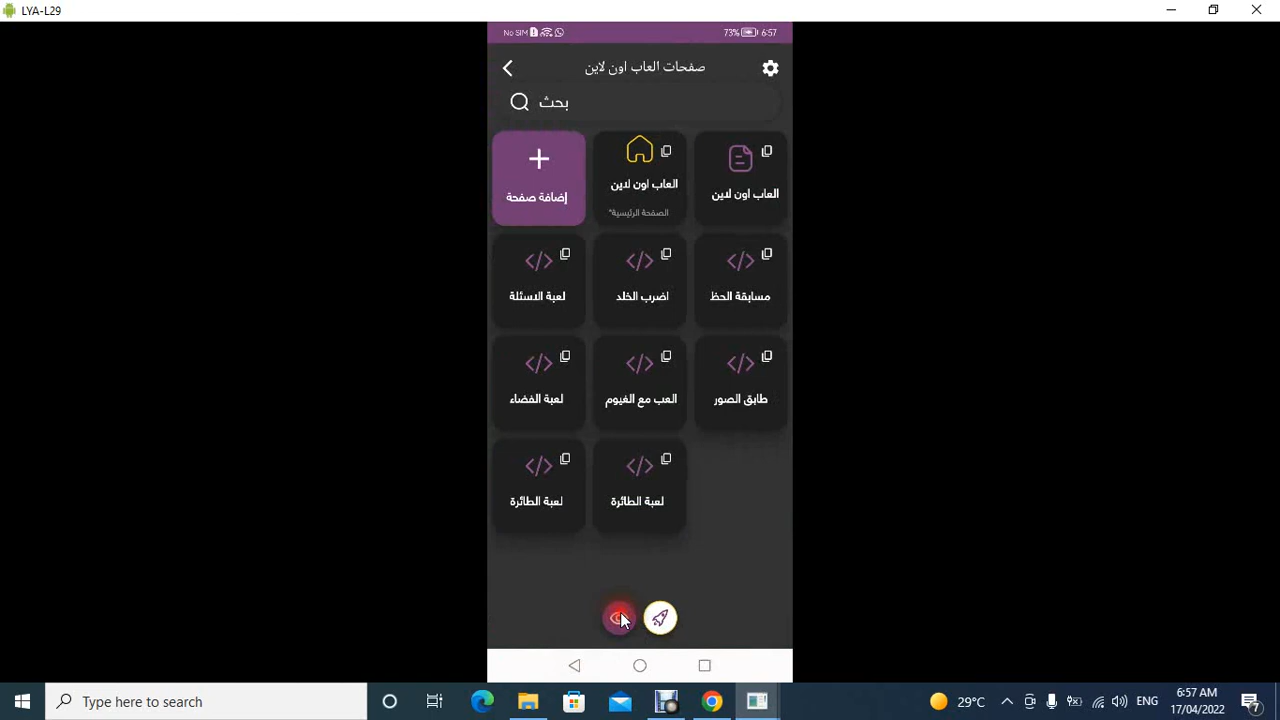 LYA-L29
No SIM
73% 6:57
صفحات العاب اون لاين
بحث
إضافة صفحة
العاب اون لاين
الصفحة الرئيسية*
العاب اون لاين
لعبة الاسئلة
اضرب الخلد
مسابقة الحظ
لعبة الفضاء
العب مع الغيوم
طابق الصور
لعبة الطائرة
لعبة الطائرة
Type here to search
29°C
ENG
6:57 AM
17/04/2022
7